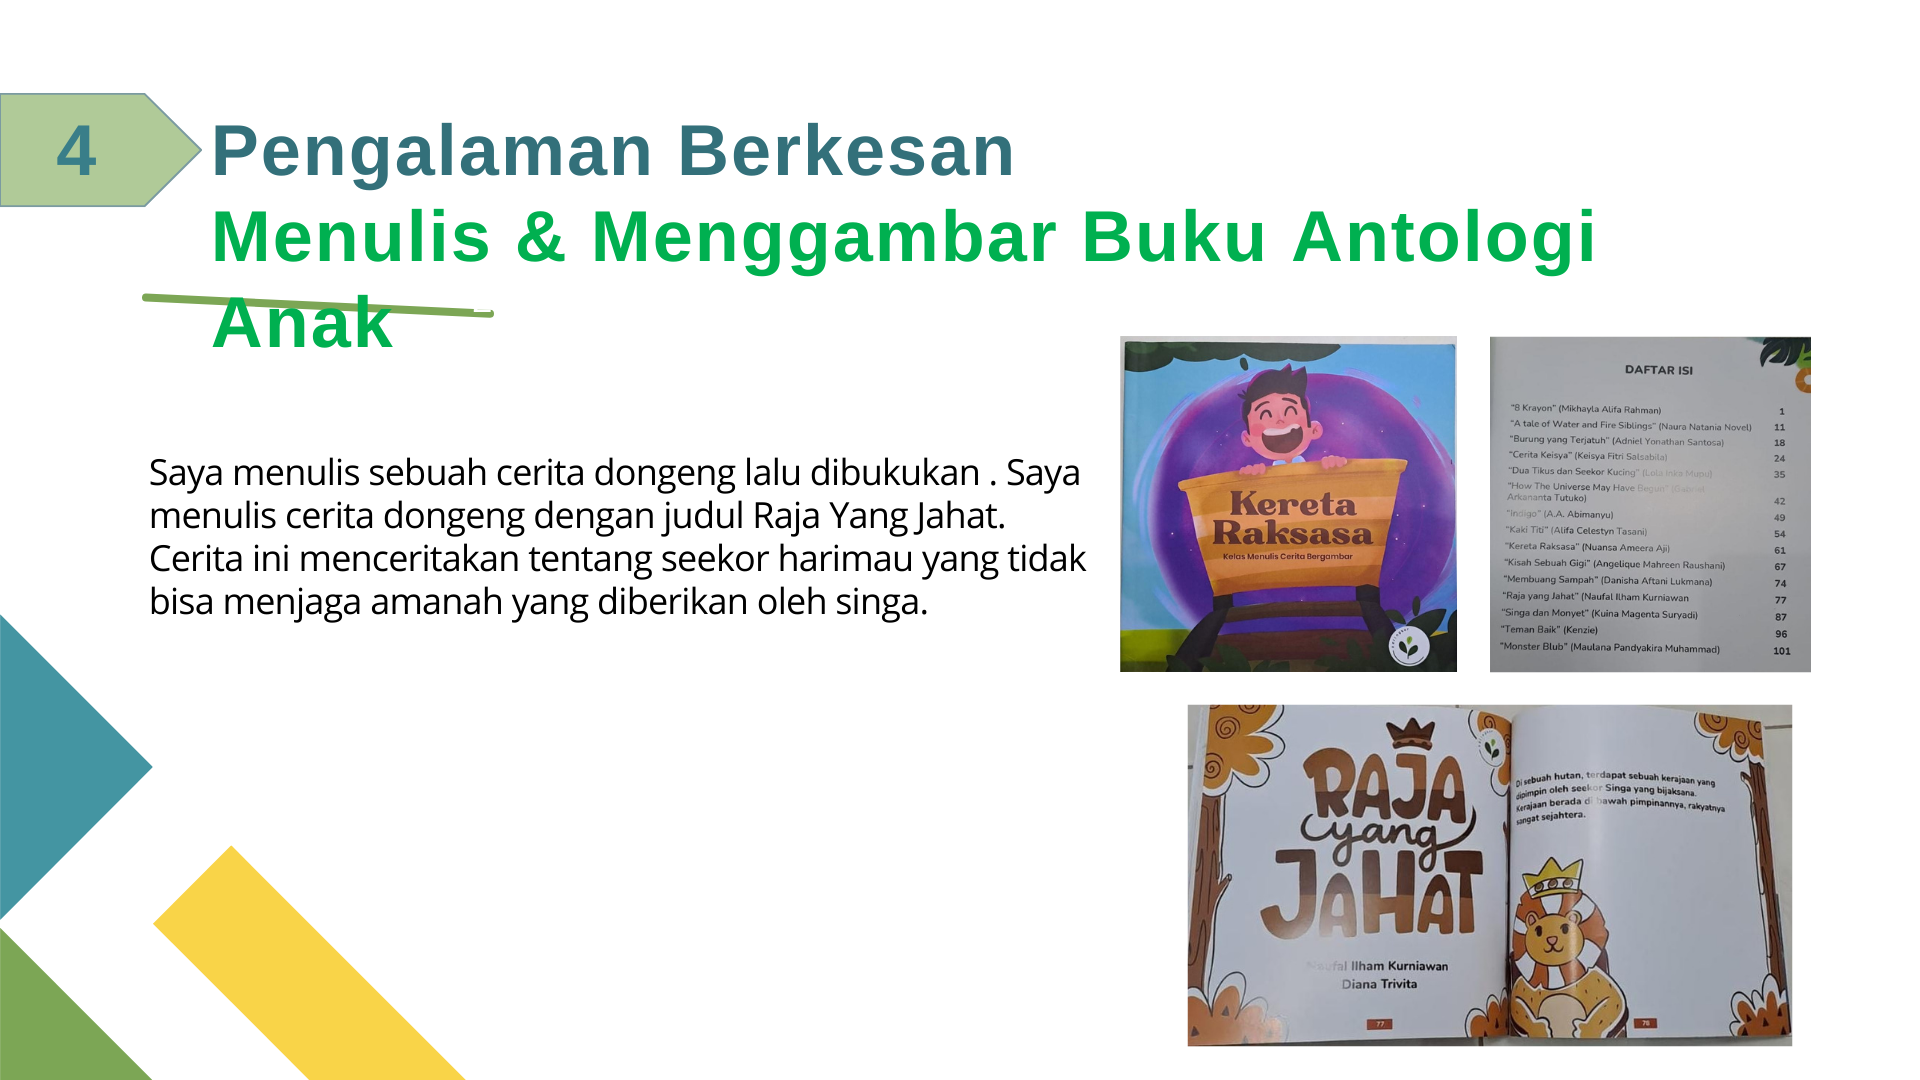 4
Pengalaman Berkesan
Menulis & Menggambar Buku Antologi
Anak
Saya menulis sebuah cerita dongeng lalu dibukukan . Saya
menulis cerita dongeng dengan judul Raja Yang Jahat.
Cerita ini menceritakan tentang seekor harimau yang tidak
bisa menjaga amanah yang diberikan oleh singa.
Kereta
Raksasa
Kelas Menulis Cerita Bergambar
DAFTAR ISI
"8 Krayon" (Mikhayla Alifa Rahman) 1
"A tale of Water and Fire Siblings" (Naura Natania Novel) 11
"Burung yang Terjatuh" (Adniel Yonathan Santosa) 18
"Cerita Keisya" (Keisya Fitri Salsabila) 24
"Dua Tikus dan Seekor Kucing" (Lola Inka Mupu) 35
"How The Universe May Have Begun" (Gabriel
Arkananta Tutuko) 42
"Indigo" (A.A. Abimanyu) 49
"Kaki Titi" (Alifa Celestyn Tasani) 54
"Kereta Raksasa" (Nuansa Ameera Aji) 61
"Kisah Sebuah Gigi" (Angelique Mahreen Raushani) 67
"Membuang Sampah" (Danisha Aftani Lukmana) 74
"Raja yang Jahat" (Naufal Ilham Kurniawan 77
"Singa dan Monyet" (Kuina Magenta Suryadi) 87
"Teman Baik" (Kenzie) 96
"Monster Blub" (Maulana Pandyakira Muhammad) 101
RAJA
yang
JAHAT
Naufal Ilham Kurniawan
Diana Trivita
77
Di sebuah hutan, terdapat sebuah kerajaan yang
dipimpin oleh seekor Singa yang bijaksana.
Kerajaan berada di bawah pimpinannya, rakyatnya
sangat sejahtera.
78